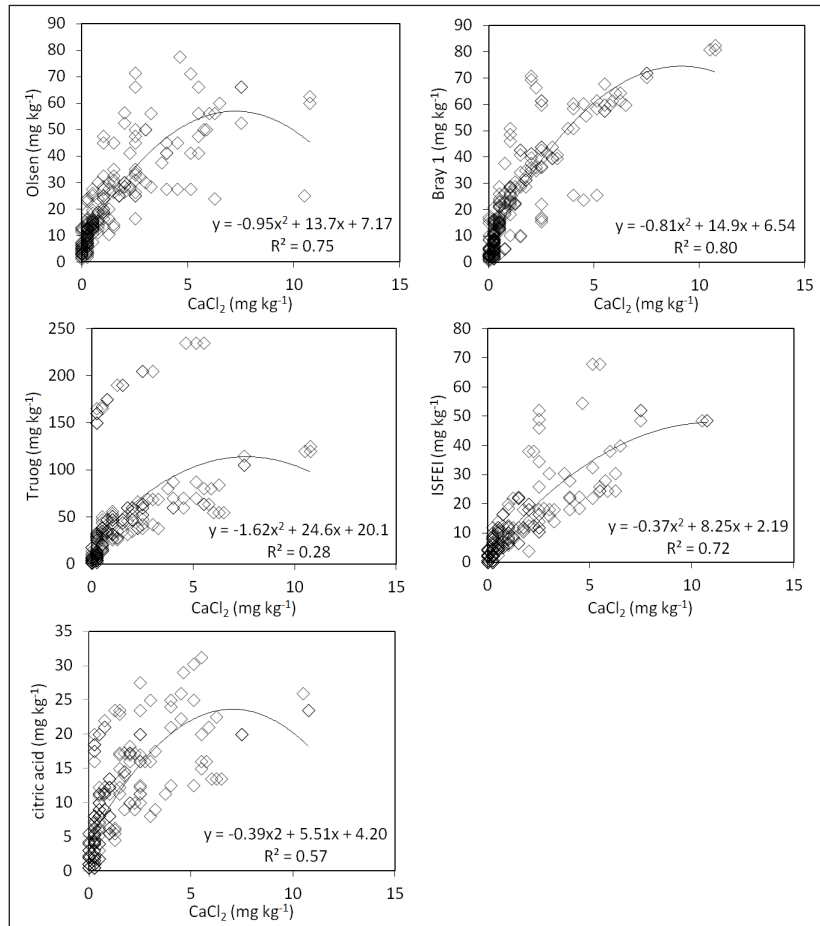 90
80
70
60
50
40
30
20
10
0
Olsen (mg kg⁻¹)
y = -0.95x² + 13.7x + 7.17
R² = 0.75
0 5 10 15
CaCl₂ (mg kg⁻¹)
90
80
70
60
50
40
30
20
10
0
Bray 1 (mg kg⁻¹)
y = -0.81x² + 14.9x + 6.54
R² = 0.80
0 5 10 15
CaCl₂ (mg kg⁻¹)
250
200
150
100
50
0
Truog (mg kg⁻¹)
y = -1.62x² + 24.6x + 20.1
R² = 0.28
0 5 10 15
CaCl₂ (mg kg⁻¹)
80
70
60
50
40
30
20
10
0
ISFEI (mg kg⁻¹)
y = -0.37x² + 8.25x + 2.19
R² = 0.72
0 5 10 15
CaCl₂ (mg kg⁻¹)
35
30
25
20
15
10
5
0
citric acid (mg kg⁻¹)
y = -0.39x2 + 5.51x + 4.20
R² = 0.57
0 5 10 15
CaCl₂ (mg kg⁻¹)